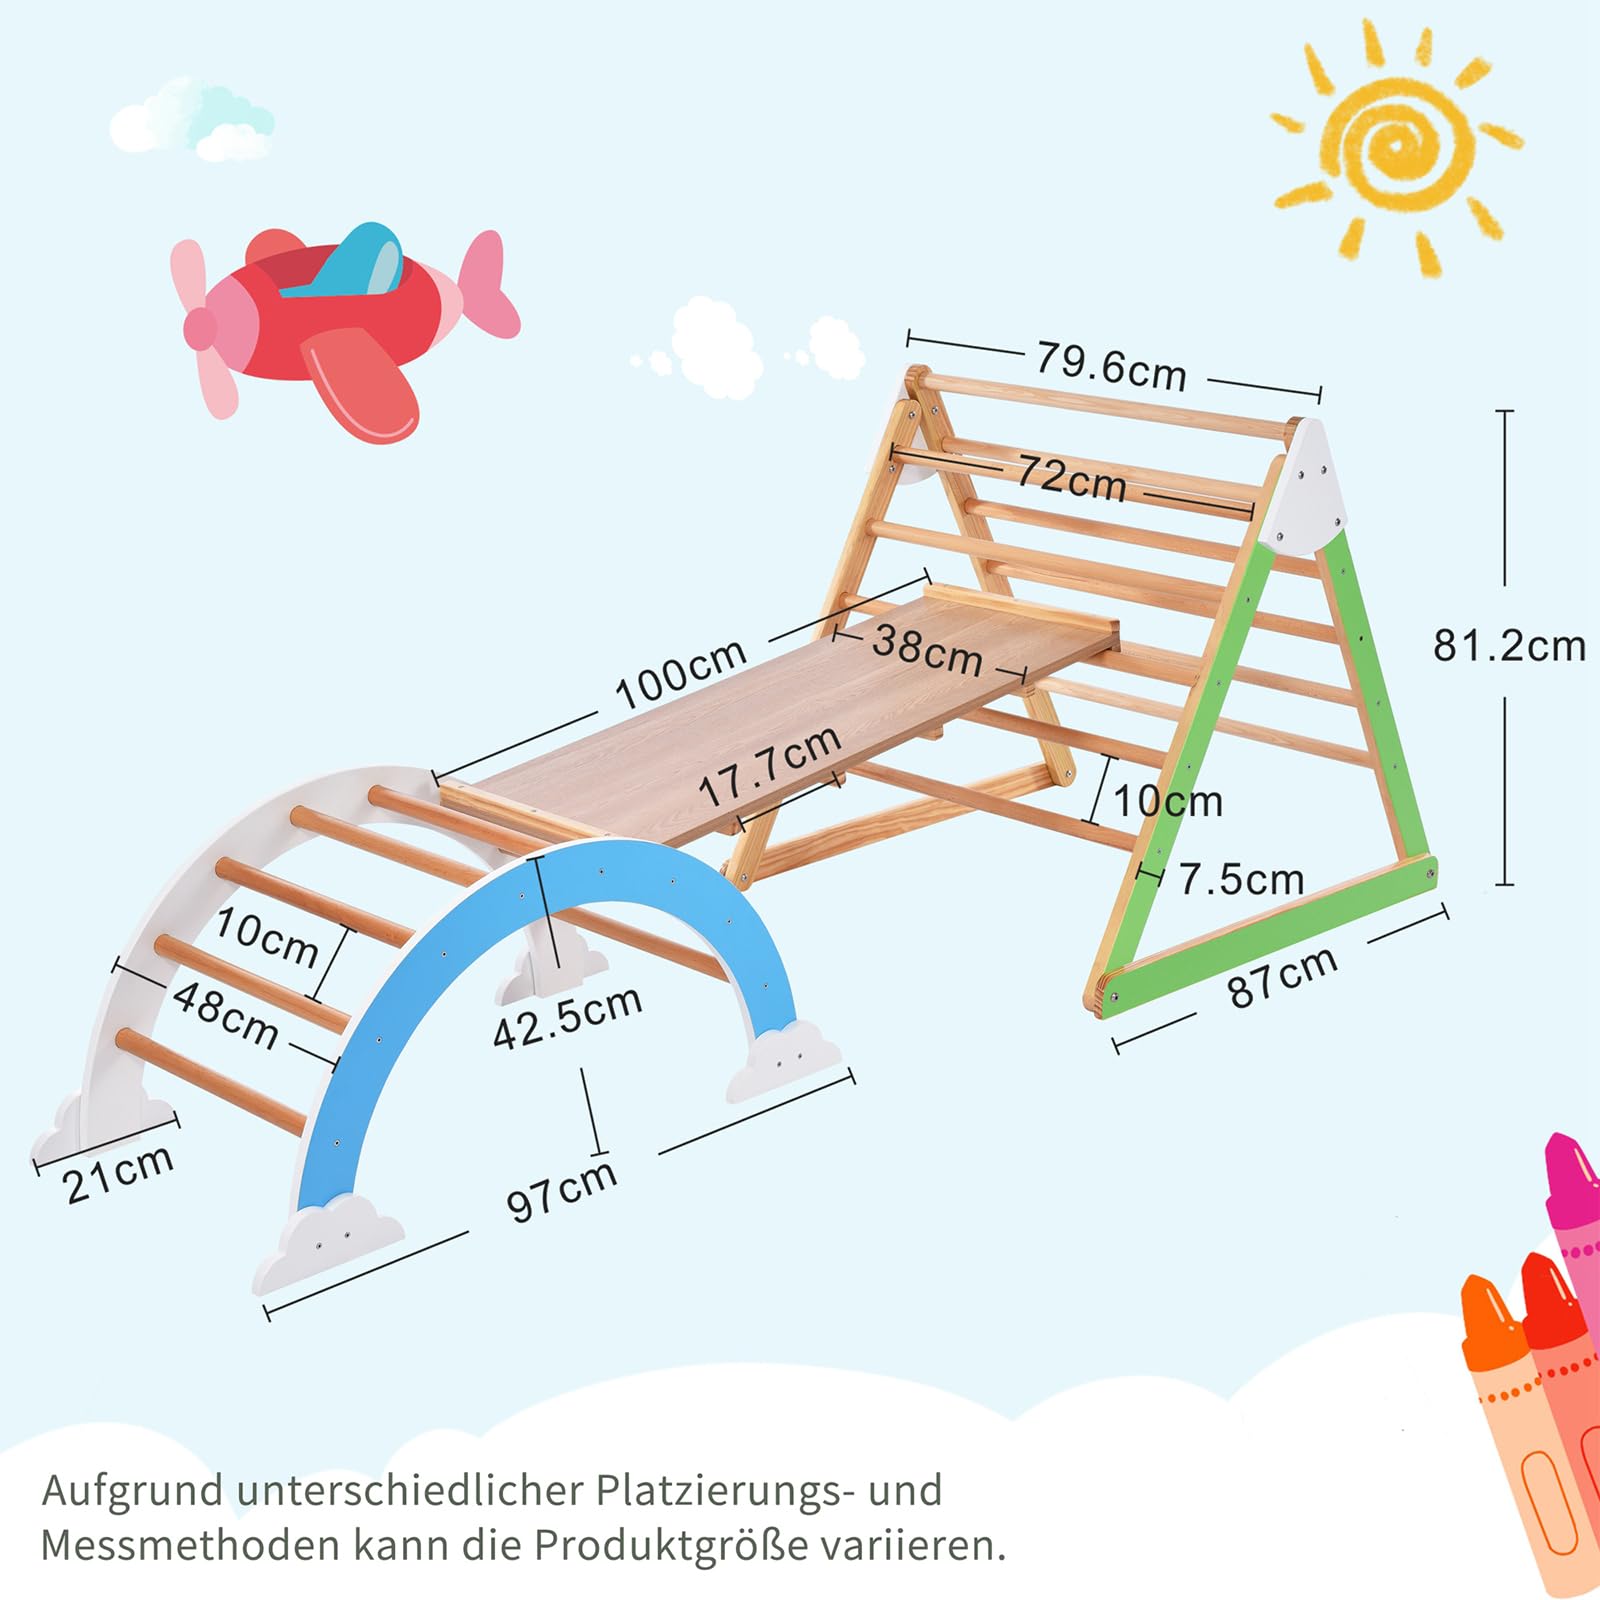 79.6cm
72cm
81.2cm
100cm
38cm
17.7cm
10cm
7.5cm
10cm
48cm
42.5cm
87cm
21cm
97cm
Aufgrund unterschiedlicher Platzierungs- und
Messmethoden kann die Produktgröße variieren.